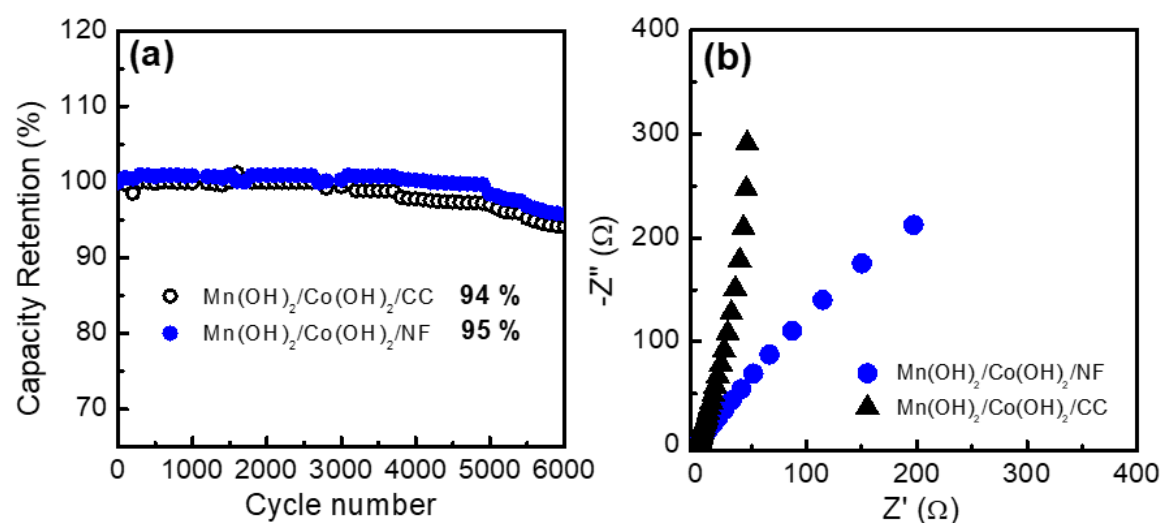 (a)
Capacity Retention (%)
120
110
100
90
80
70
Mn(OH)₂/Co(OH)₂/CC 94 %
Mn(OH)₂/Co(OH)₂/NF 95 %
0 1000 2000 3000 4000 5000 6000
Cycle number
(b)
-Z" (Ω)
400
300
200
100
0
Mn(OH)₂/Co(OH)₂/NF
Mn(OH)₂/Co(OH)₂/CC
0 100 200 300 400
Z' (Ω)